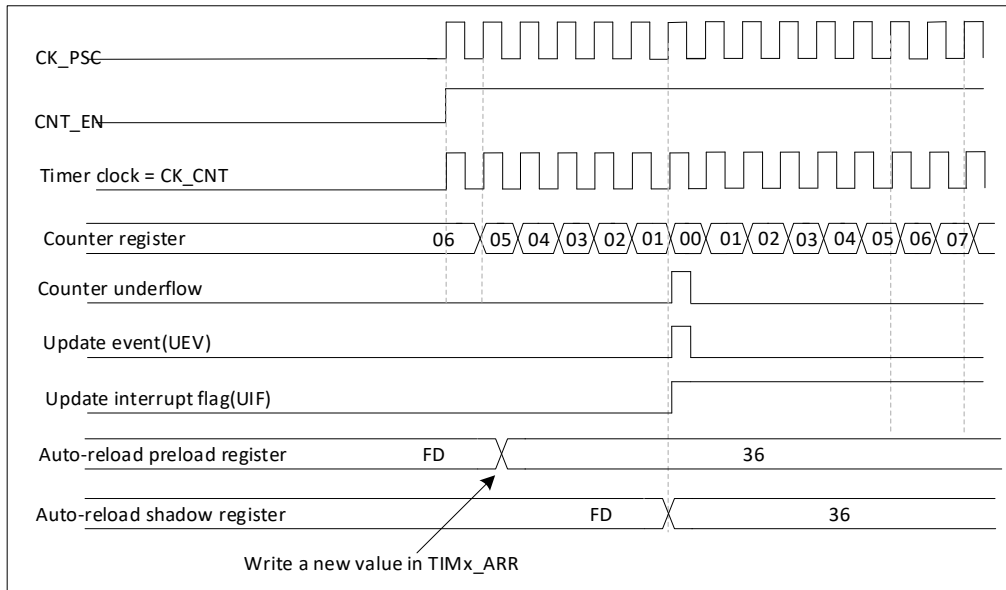 CK_PSC
CNT_EN
Timer clock = CK_CNT
Counter register 06 05 04 03 02 01 00 01 02 03 04 05 06 07
Counter underflow
Update event(UEV)
Update interrupt flag(UIF)
Auto-reload preload register FD 36
Auto-reload shadow register FD 36
Write a new value in TIMx_ARR